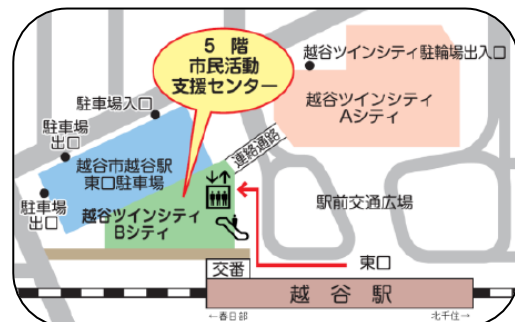 5 階
市民活動
支援センター
越谷ツインシティ駐輪場出入口
越谷ツインシティ
Aシティ
駐車場入口
駐車場
出口
連絡通路
越谷市越谷駅
東口駐車場
駐車場
出口
越谷ツインシティ
Bシティ
駅前交通広場
交番
東口
越谷駅
←春日部
北千住→